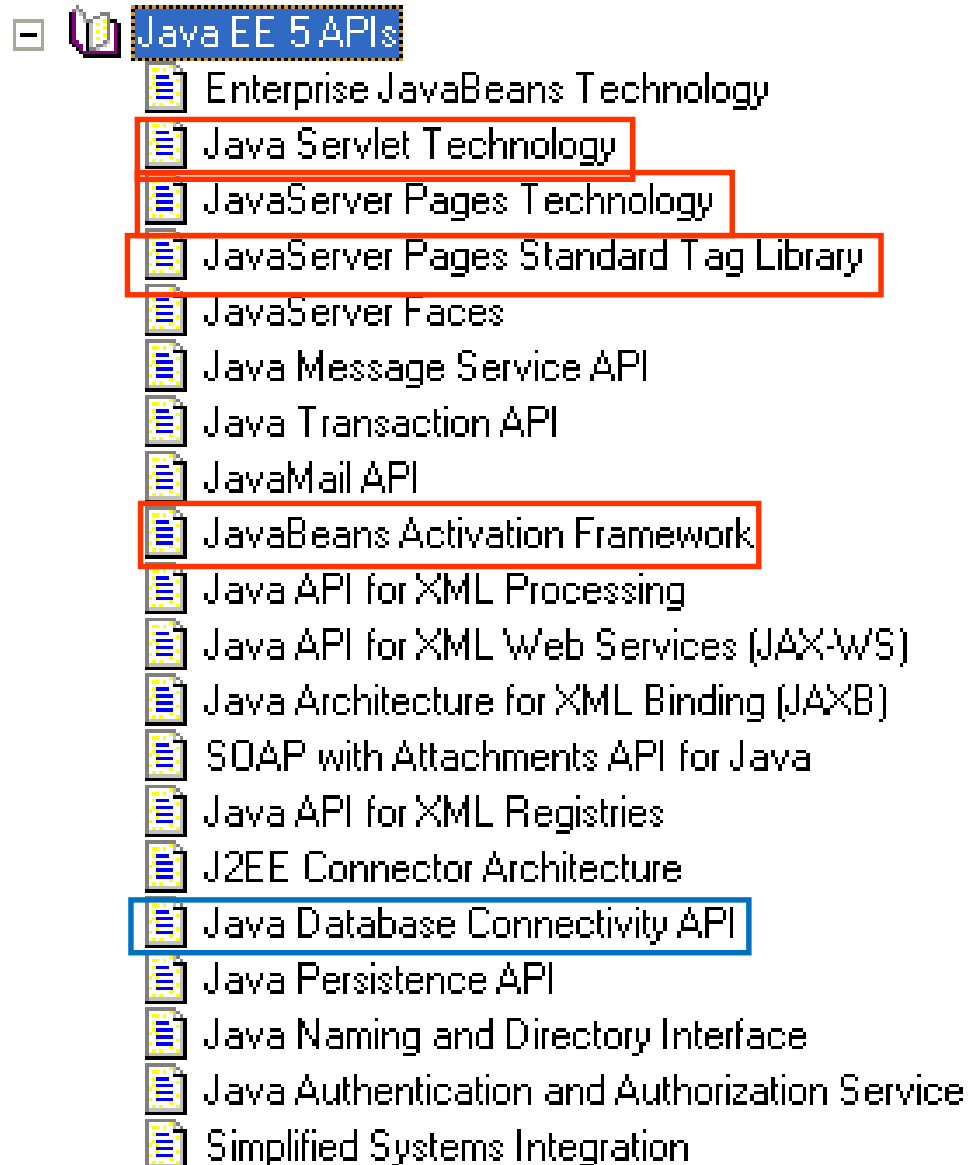 Java EE 5 APIs
Enterprise JavaBeans Technology
Java Servlet Technology
JavaServer Pages Technology
JavaServer Pages Standard Tag Library
JavaServer Faces
Java Message Service API
Java Transaction API
JavaMail API
JavaBeans Activation Framework
Java API for XML Processing
Java API for XML Web Services (JAX-WS)
Java Architecture for XML Binding (JAXB)
SOAP with Attachments API for Java
Java API for XML Registries
J2EE Connector Architecture
Java Database Connectivity API
Java Persistence API
Java Naming and Directory Interface
Java Authentication and Authorization Service
Simplified Systems Integration